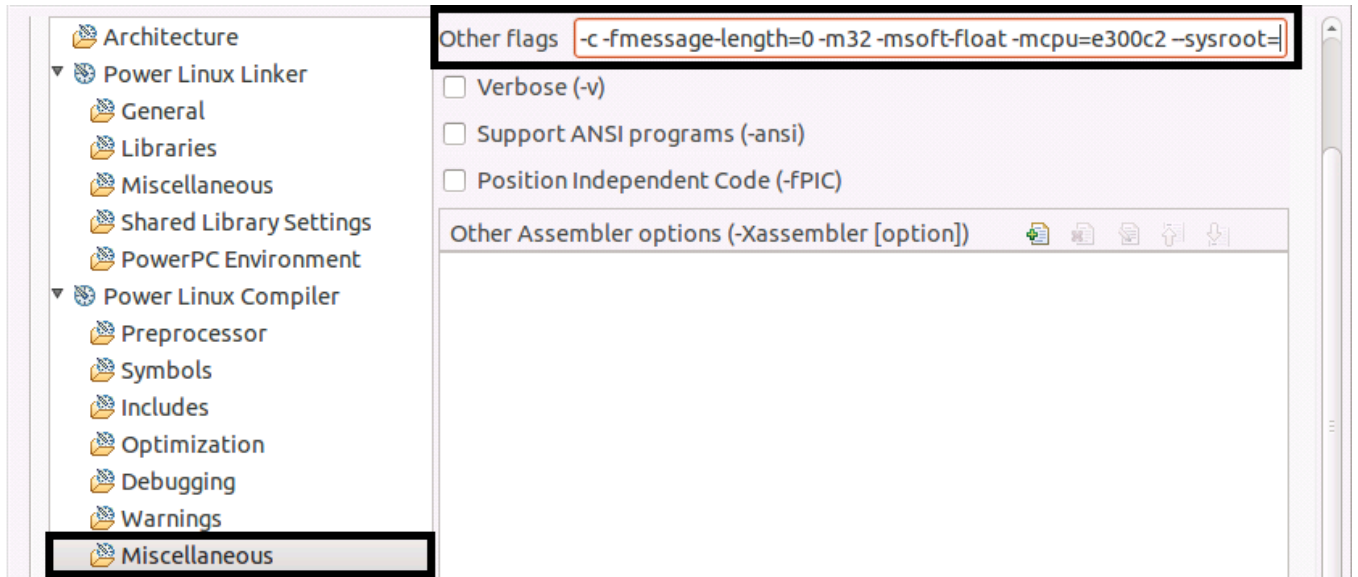 Architecture
Power Linux Linker
General
Libraries
Miscellaneous
Shared Library Settings
PowerPC Environment
Power Linux Compiler
Preprocessor
Symbols
Includes
Optimization
Debugging
Warnings
Miscellaneous
Other flags -c -fmessage-length=0 -m32 -msoft-float -mcpu=e300c2 --sysroot=
Verbose (-v)
Support ANSI programs (-ansi)
Position Independent Code (-fPIC)
Other Assembler options (-Xassembler [option])